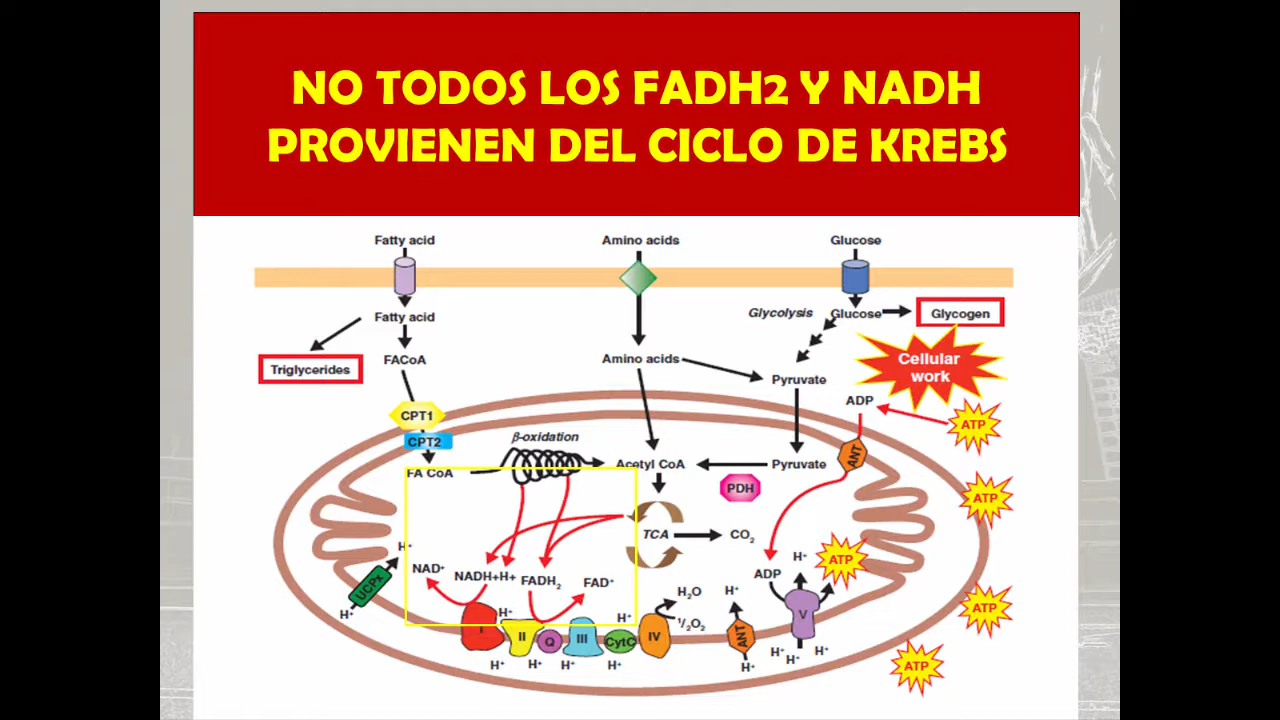 NO TODOS LOS FADH2 Y NADH
PROVIENEN DEL CICLO DE KREBS
Fatty acid
Amino acids
Glucose
Fatty acid
Glycolysis
Glucose
Glycogen
Triglycerides
FACoA
Amino acids
Pyruvate
Cellular
work
ADP
ATP
CPT1
CPT2
β-oxidation
ANT
FA CoA
Acetyl CoA
Pyruvate
PDH
ATP
TCA
CO2
H+
NAD+
NADH+H+
FADH2
FAD+
H+
ATP
ADP
UCPx
H+
H2O
1/2O2
H+
ATP
I
H+
II
Q
III
H+
CytC
IV
ANT
V
H+
H+
H+
H+
H+
H+
H+
H+
ATP